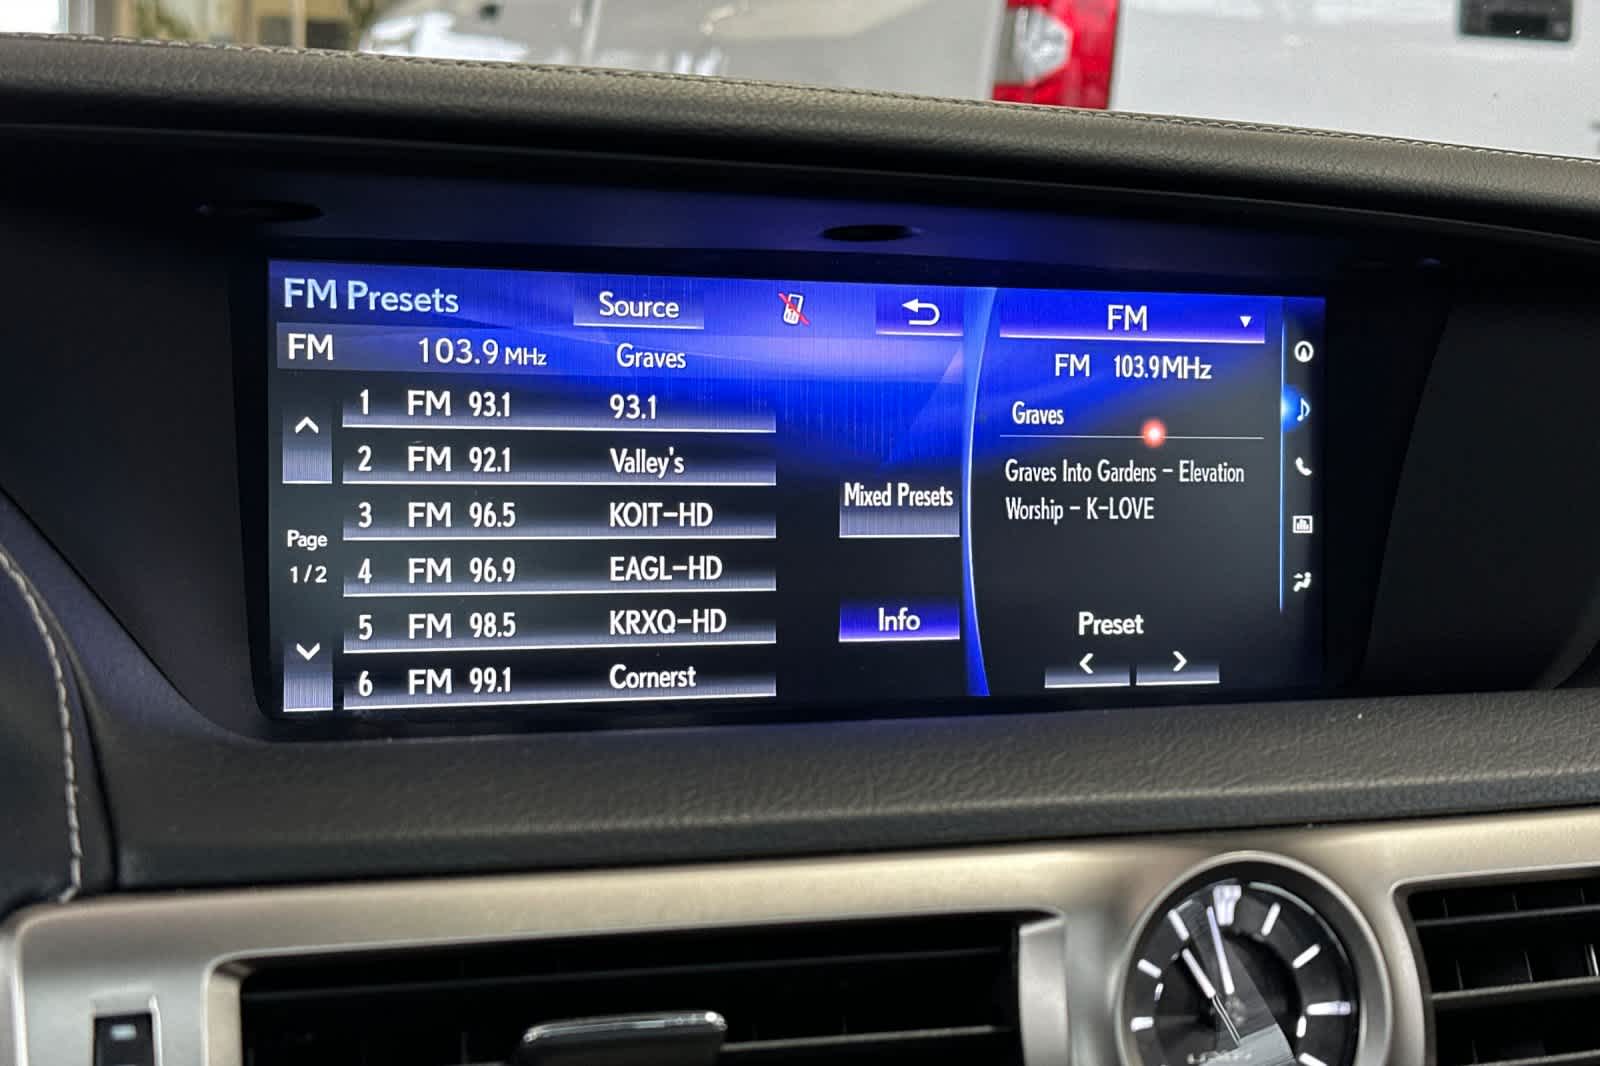 FM Presets
Source
FM 103.9 MHz Graves
1 FM 93.1 93.1
2 FM 92.1 Valley's
3 FM 96.5 KOIT-HD
4 FM 96.9 EAGL-HD
5 FM 98.5 KRXQ-HD
6 FM 99.1 Cornerst
Page
1/2
Mixed Presets
Info
FM
FM 103.9MHz
Graves
Graves Into Gardens - Elevation
Worship - K-LOVE
Preset